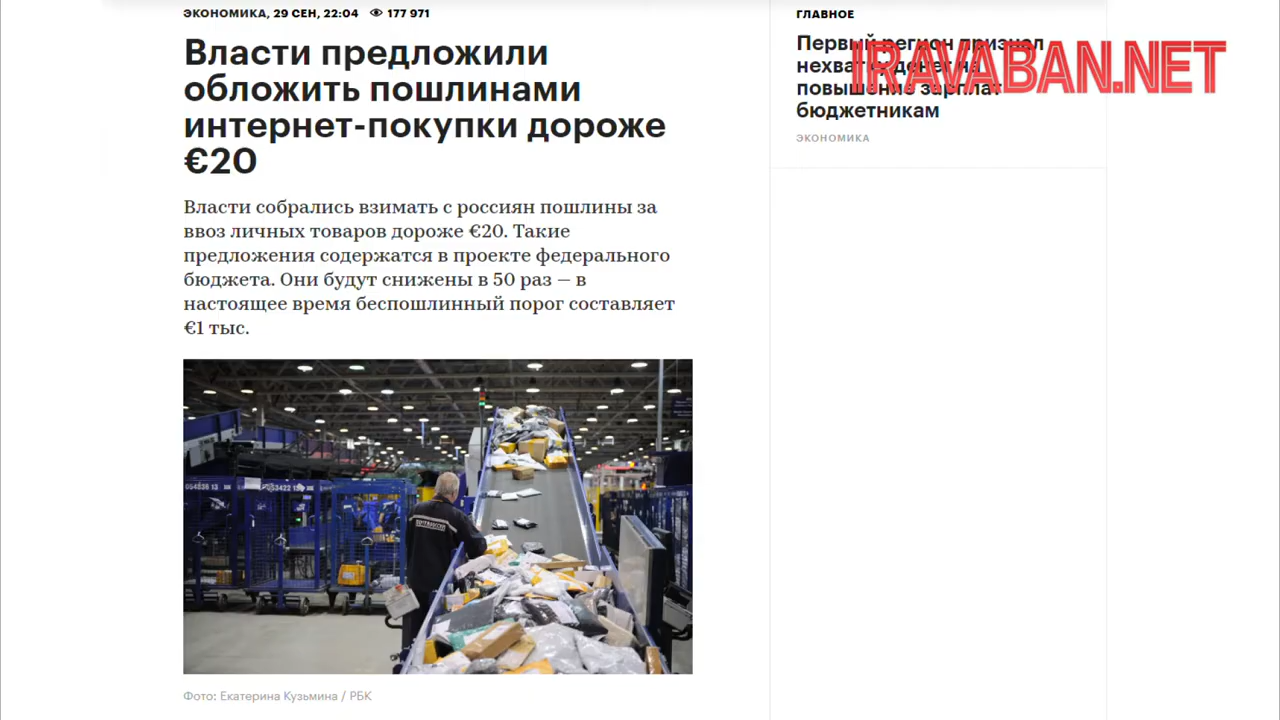 ЭКОНОМИКА, 29 СЕН, 22:04 177 971
Власти предложили
обложить пошлинами
интернет-покупки дороже
€20
Власти собрались взимать с россиян пошлины за
ввоз личных товаров дороже €20. Такие
предложения содержатся в проекте федерального
бюджета. Они будут снижены в 50 раз — в
настоящее время беспошлинный порог составляет
€1 тыс.
Фото: Екатерина Кузьмина / РБК
ГЛАВНОЕ
Первый регион признал
нехватку денег на
повышение зарплат
бюджетникам
ЭКОНОМИКА
IRAVABAN.NET